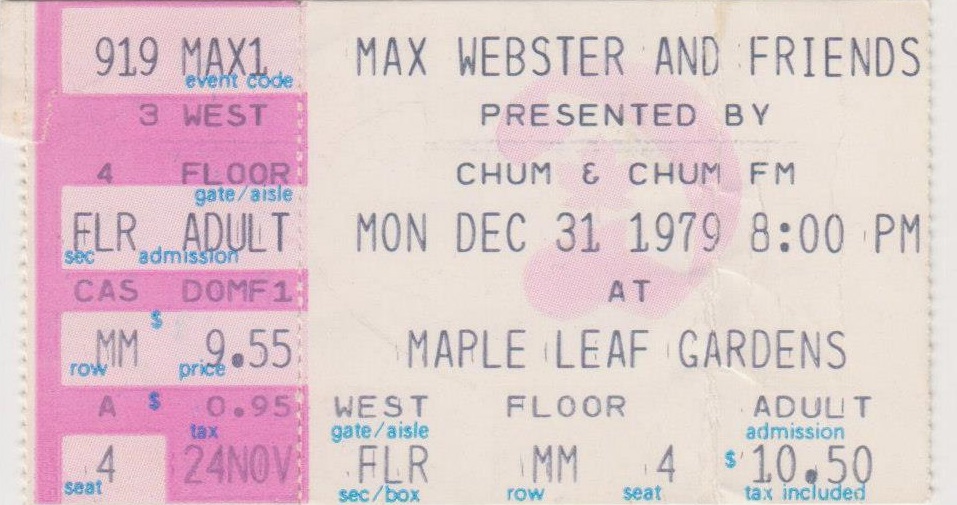 919 MAX1
event code
3 WEST
4 FLOOR
gate/aisle
FLR ADULT
sec admission
CAS DOMF1
$
MM 9.55
row price
A $ 0.95
tax
4 24NOV
seat
MAX WEBSTER AND FRIENDS
PRESENTED BY
CHUM & CHUM FM
MON DEC 31 1979 8:00 PM
AT
MAPLE LEAF GARDENS
WEST FLOOR ADULT
gate/aisle admission
FLR MM 4 $ 10.50
sec/box row seat tax included